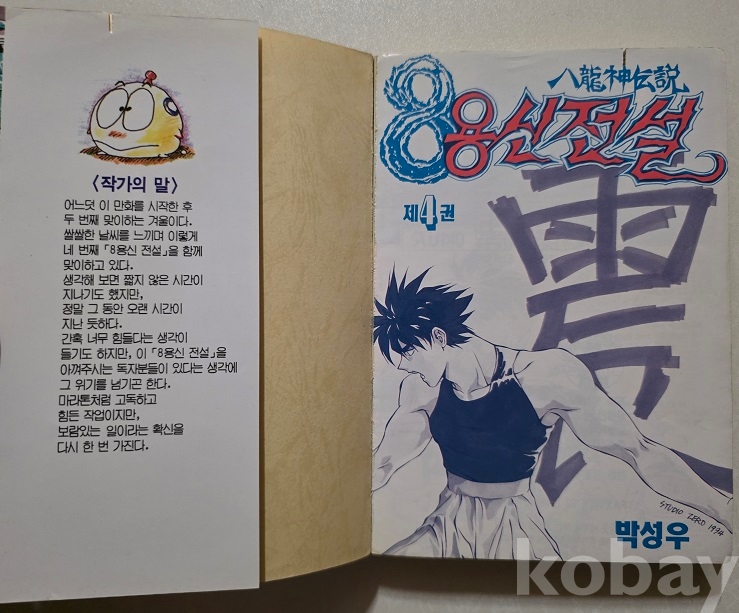 〈작가의 말〉
어느덧 이 만화를 시작한 후
두 번째 맞이하는 겨울이다.
쌀쌀한 날씨를 느끼며 이렇게
네 번째 「8용신 전설」을 함께
맞이하고 있다.
생각해 보면 짧지 않은 시간이
지나기도 했지만,
정말 그 동안 오랜 시간이
지난 듯하다.
간혹 너무 힘들다는 생각이
들기도 하지만, 이 「8용신 전설」을
아껴주시는 독자분들이 있다는 생각에
그 위기를 넘기곤 한다.
마라톤처럼 고독하고
힘든 작업이지만,
보람있는 일이라는 확신을
다시 한 번 가진다.
八龍神伝説
8용신전설
제4권
STUDIO ZERO 1994
박성우
kobay